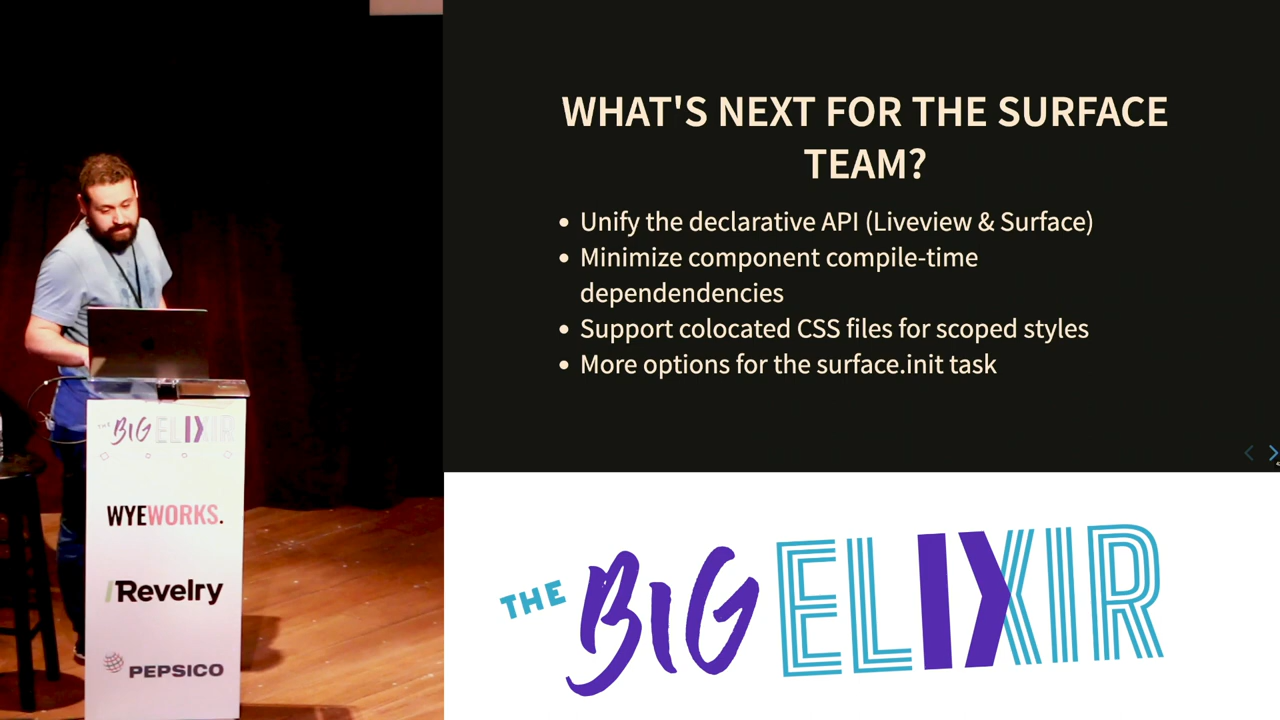 WHAT'S NEXT FOR THE SURFACE
TEAM?
• Unify the declarative API (Liveview & Surface)
• Minimize component compile-time
dependendencies
• Support colocated CSS files for scoped styles
• More options for the surface.init task
THE BIG ELIXIR
WYEWORKS.
Revelry
PEPSICO
THE BIG ELIXIR